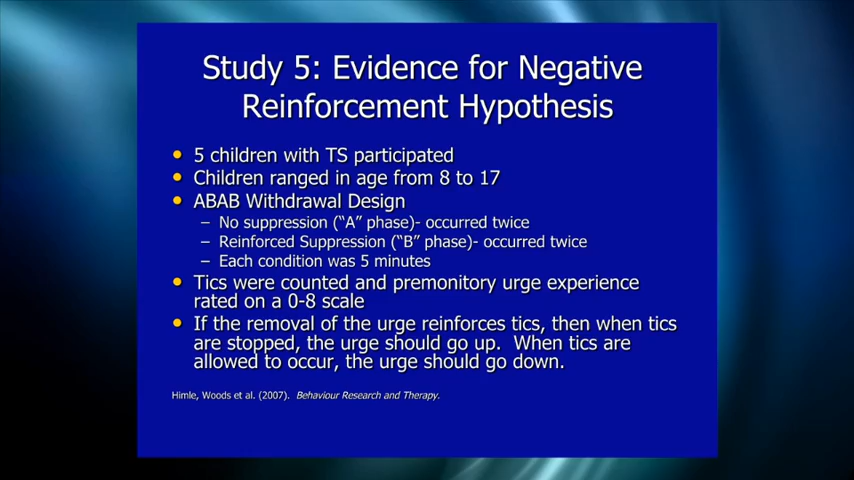 Study 5: Evidence for Negative
Reinforcement Hypothesis
• 5 children with TS participated
• Children ranged in age from 8 to 17
• ABAB Withdrawal Design
– No suppression (“A” phase)- occurred twice
– Reinforced Suppression (“B” phase)- occurred twice
– Each condition was 5 minutes
• Tics were counted and premonitory urge experience
rated on a 0-8 scale
• If the removal of the urge reinforces tics, then when tics
are stopped, the urge should go up.  When tics are
allowed to occur, the urge should go down.
Himle, Woods et al. (2007).  Behaviour Research and Therapy.